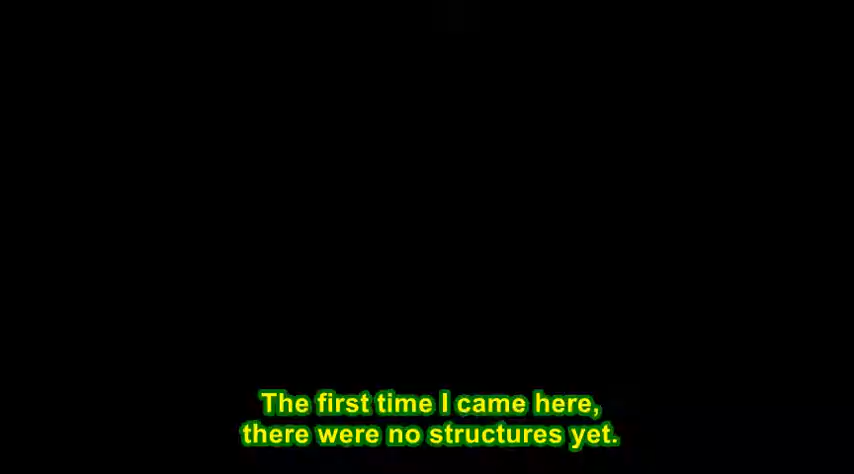 The first time I came here,
there were no structures yet.